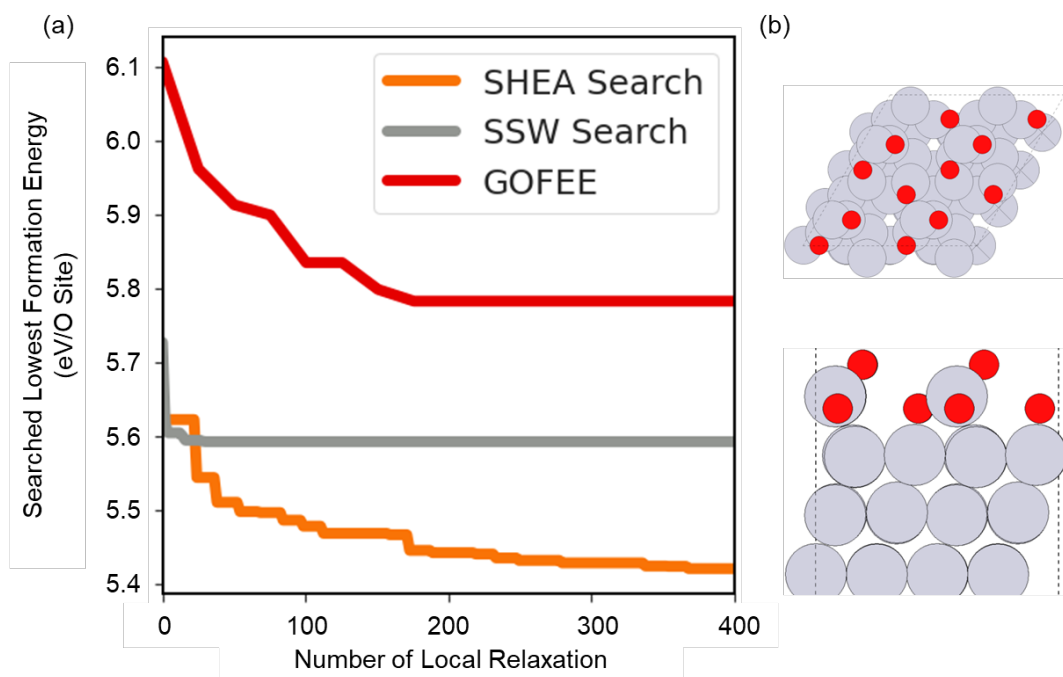 (a)
(b)
Searched Lowest Formation Energy
(eV/O Site)
6.1
6.0
5.9
5.8
5.7
5.6
5.5
5.4
SHEA Search
SSW Search
GOFEE
0
100
200
300
400
Number of Local Relaxation